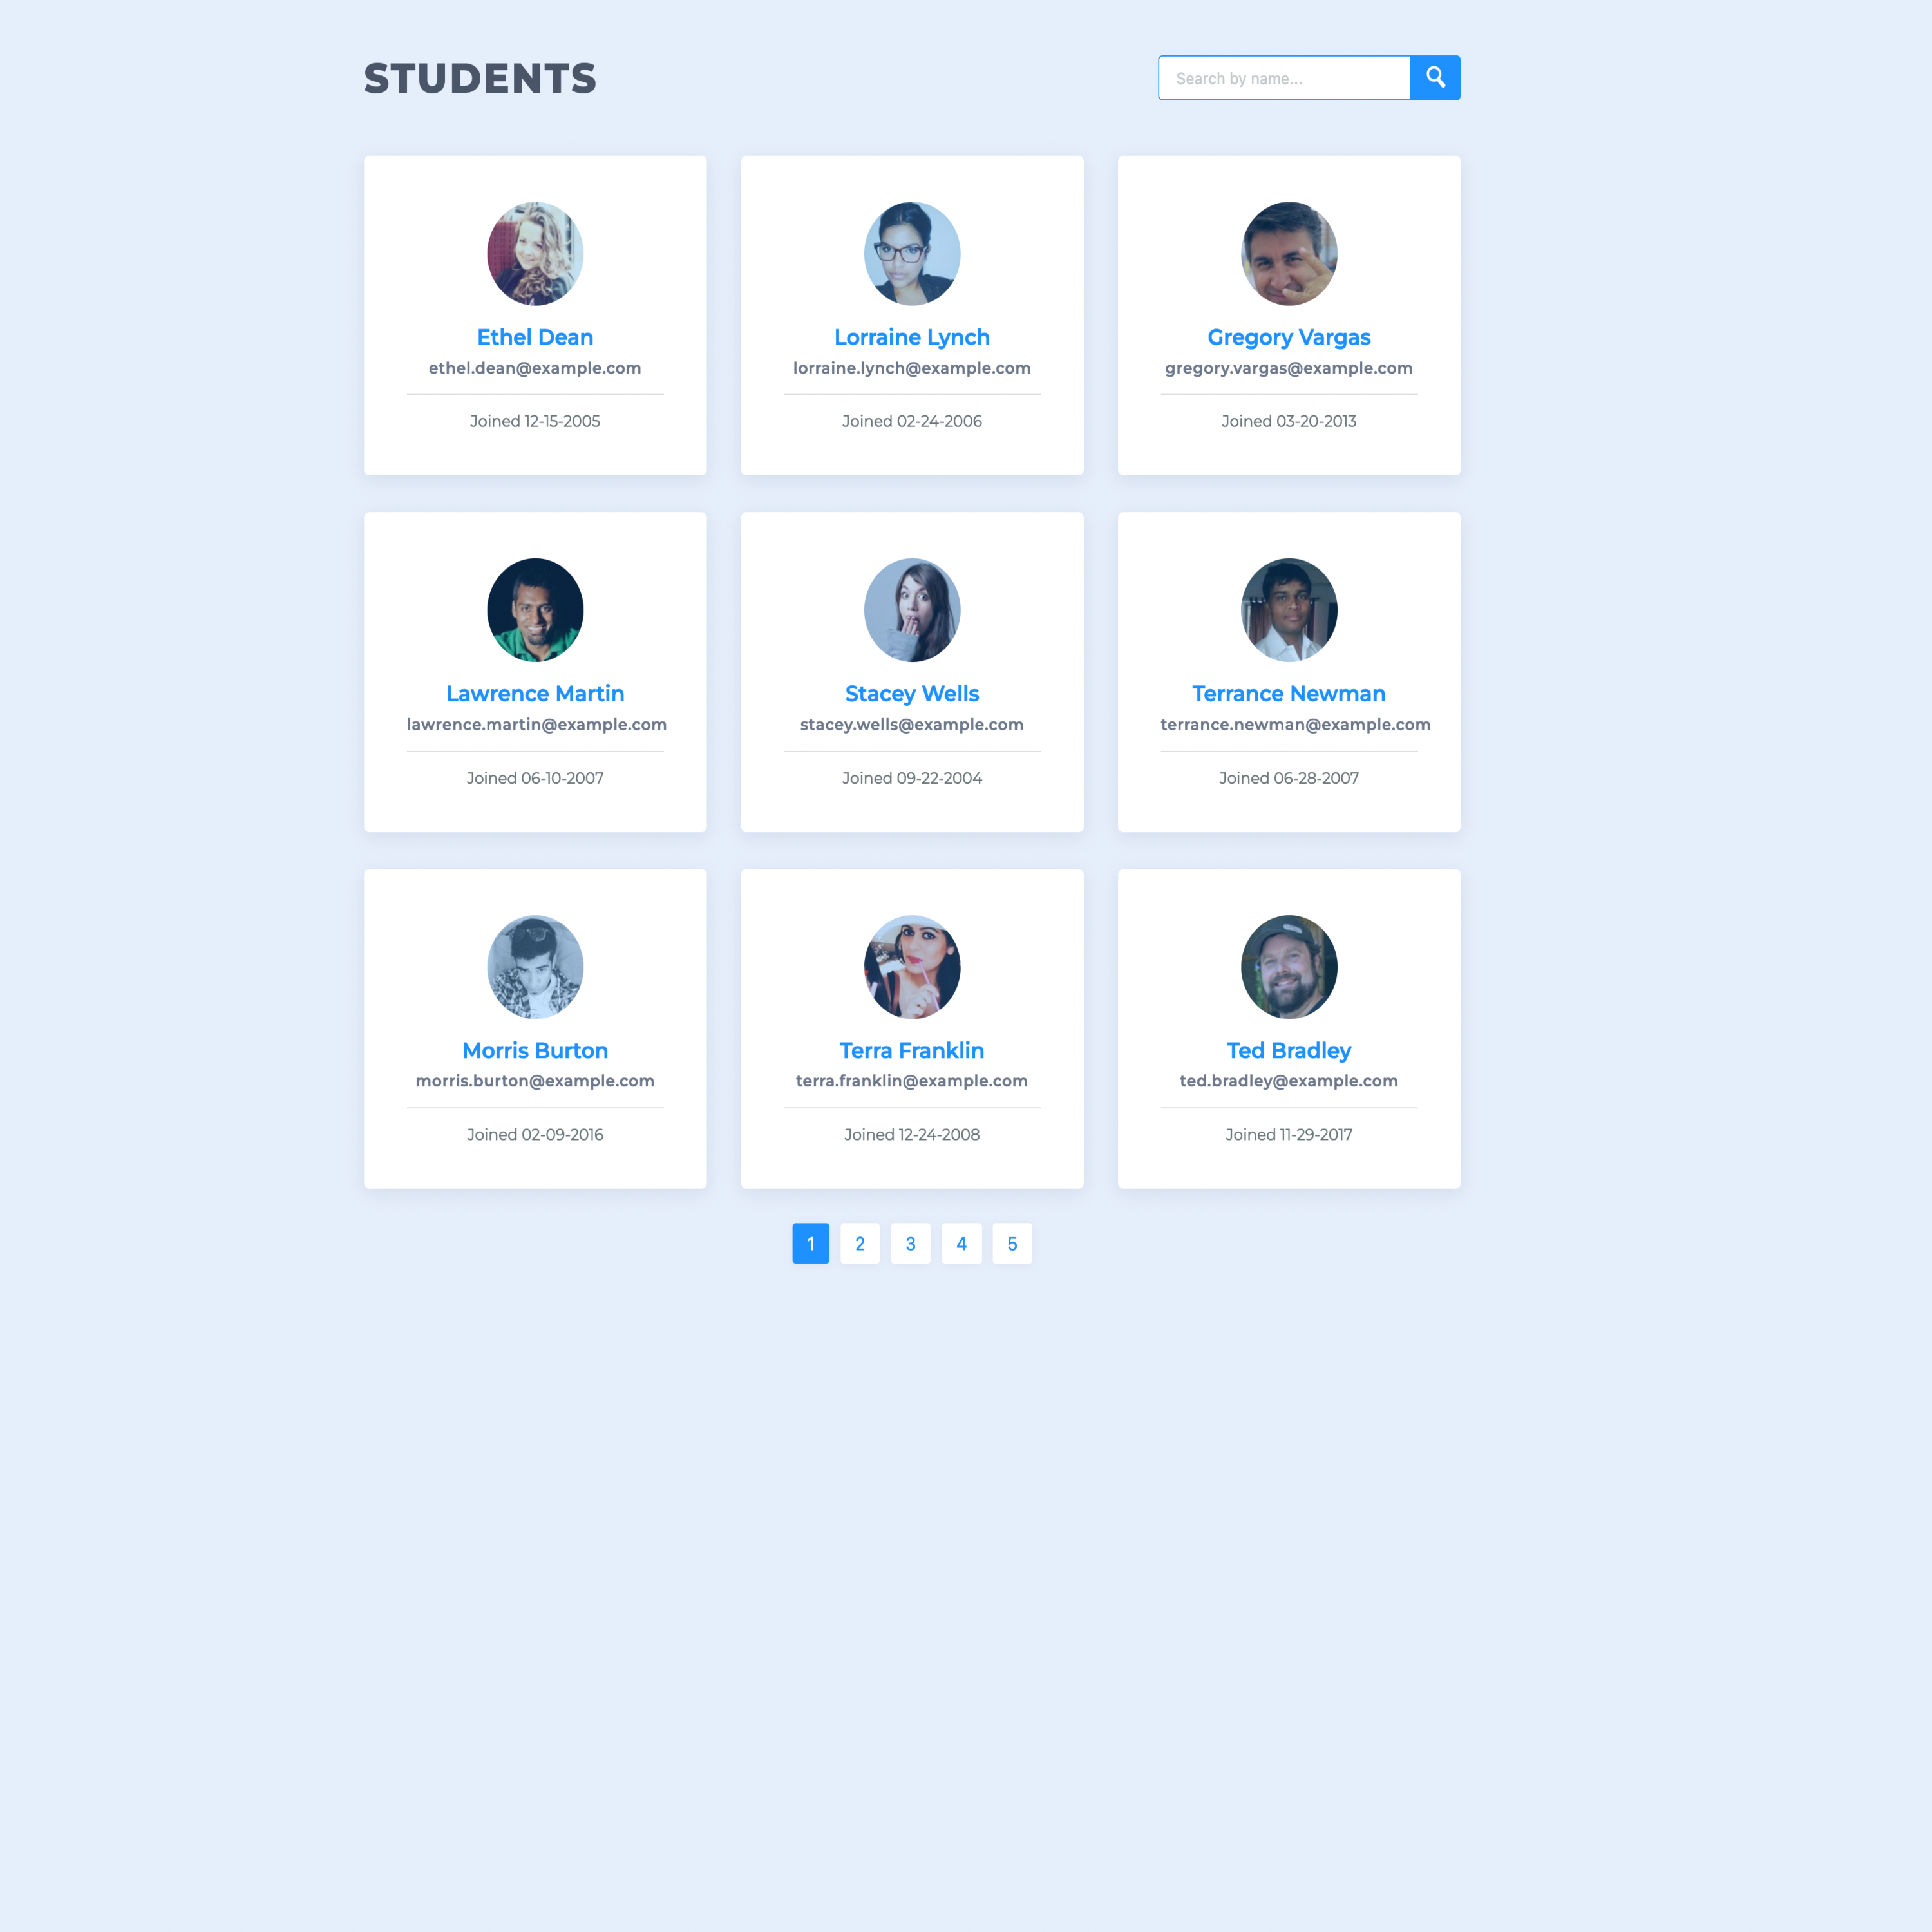 STUDENTS
Search by name...
Ethel Dean
ethel.dean@example.com
Joined 12-15-2005
Lorraine Lynch
lorraine.lynch@example.com
Joined 02-24-2006
Gregory Vargas
gregory.vargas@example.com
Joined 03-20-2013
Lawrence Martin
lawrence.martin@example.com
Joined 06-10-2007
Stacey Wells
stacey.wells@example.com
Joined 09-22-2004
Terrance Newman
terrance.newman@example.com
Joined 06-28-2007
Morris Burton
morris.burton@example.com
Joined 02-09-2016
Terra Franklin
terra.franklin@example.com
Joined 12-24-2008
Ted Bradley
ted.bradley@example.com
Joined 11-29-2017
1 2 3 4 5